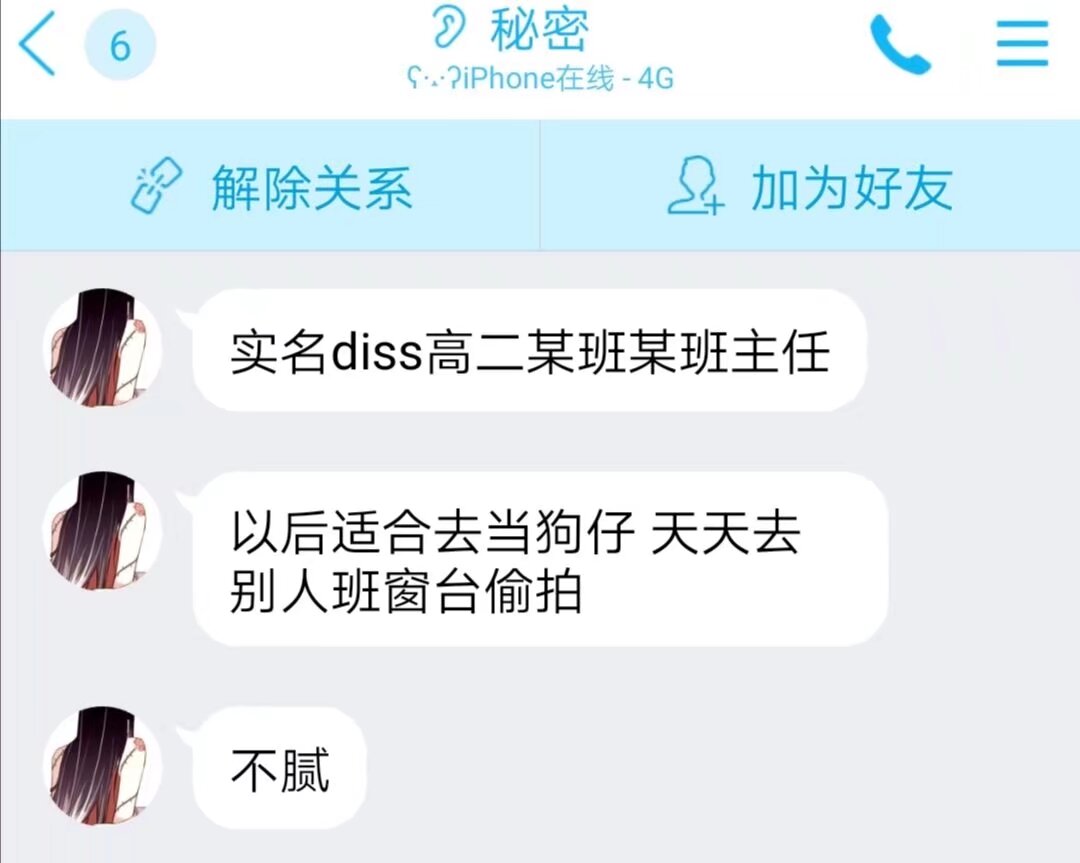 6
秘密
ʕ·͟·ʔiPhone在线 - 4G
解除关系
加为好友
实名diss高二某班某班主任
以后适合去当狗仔 天天去
别人班窗台偷拍
不腻